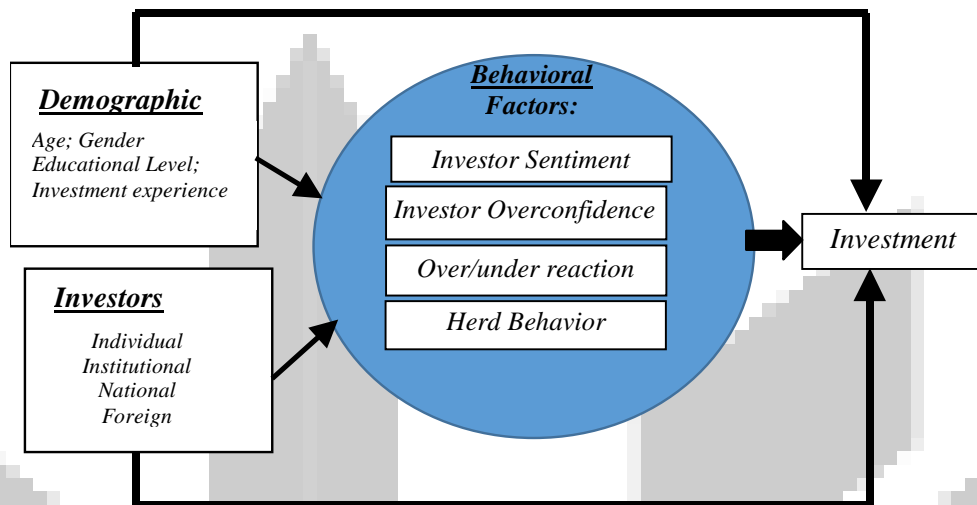 Demographic
Age; Gender
Educational Level;
Investment experience
Investors
Individual
Institutional
National
Foreign
Behavioral
Factors:
Investor Sentiment
Investor Overconfidence
Over/under reaction
Herd Behavior
Investment